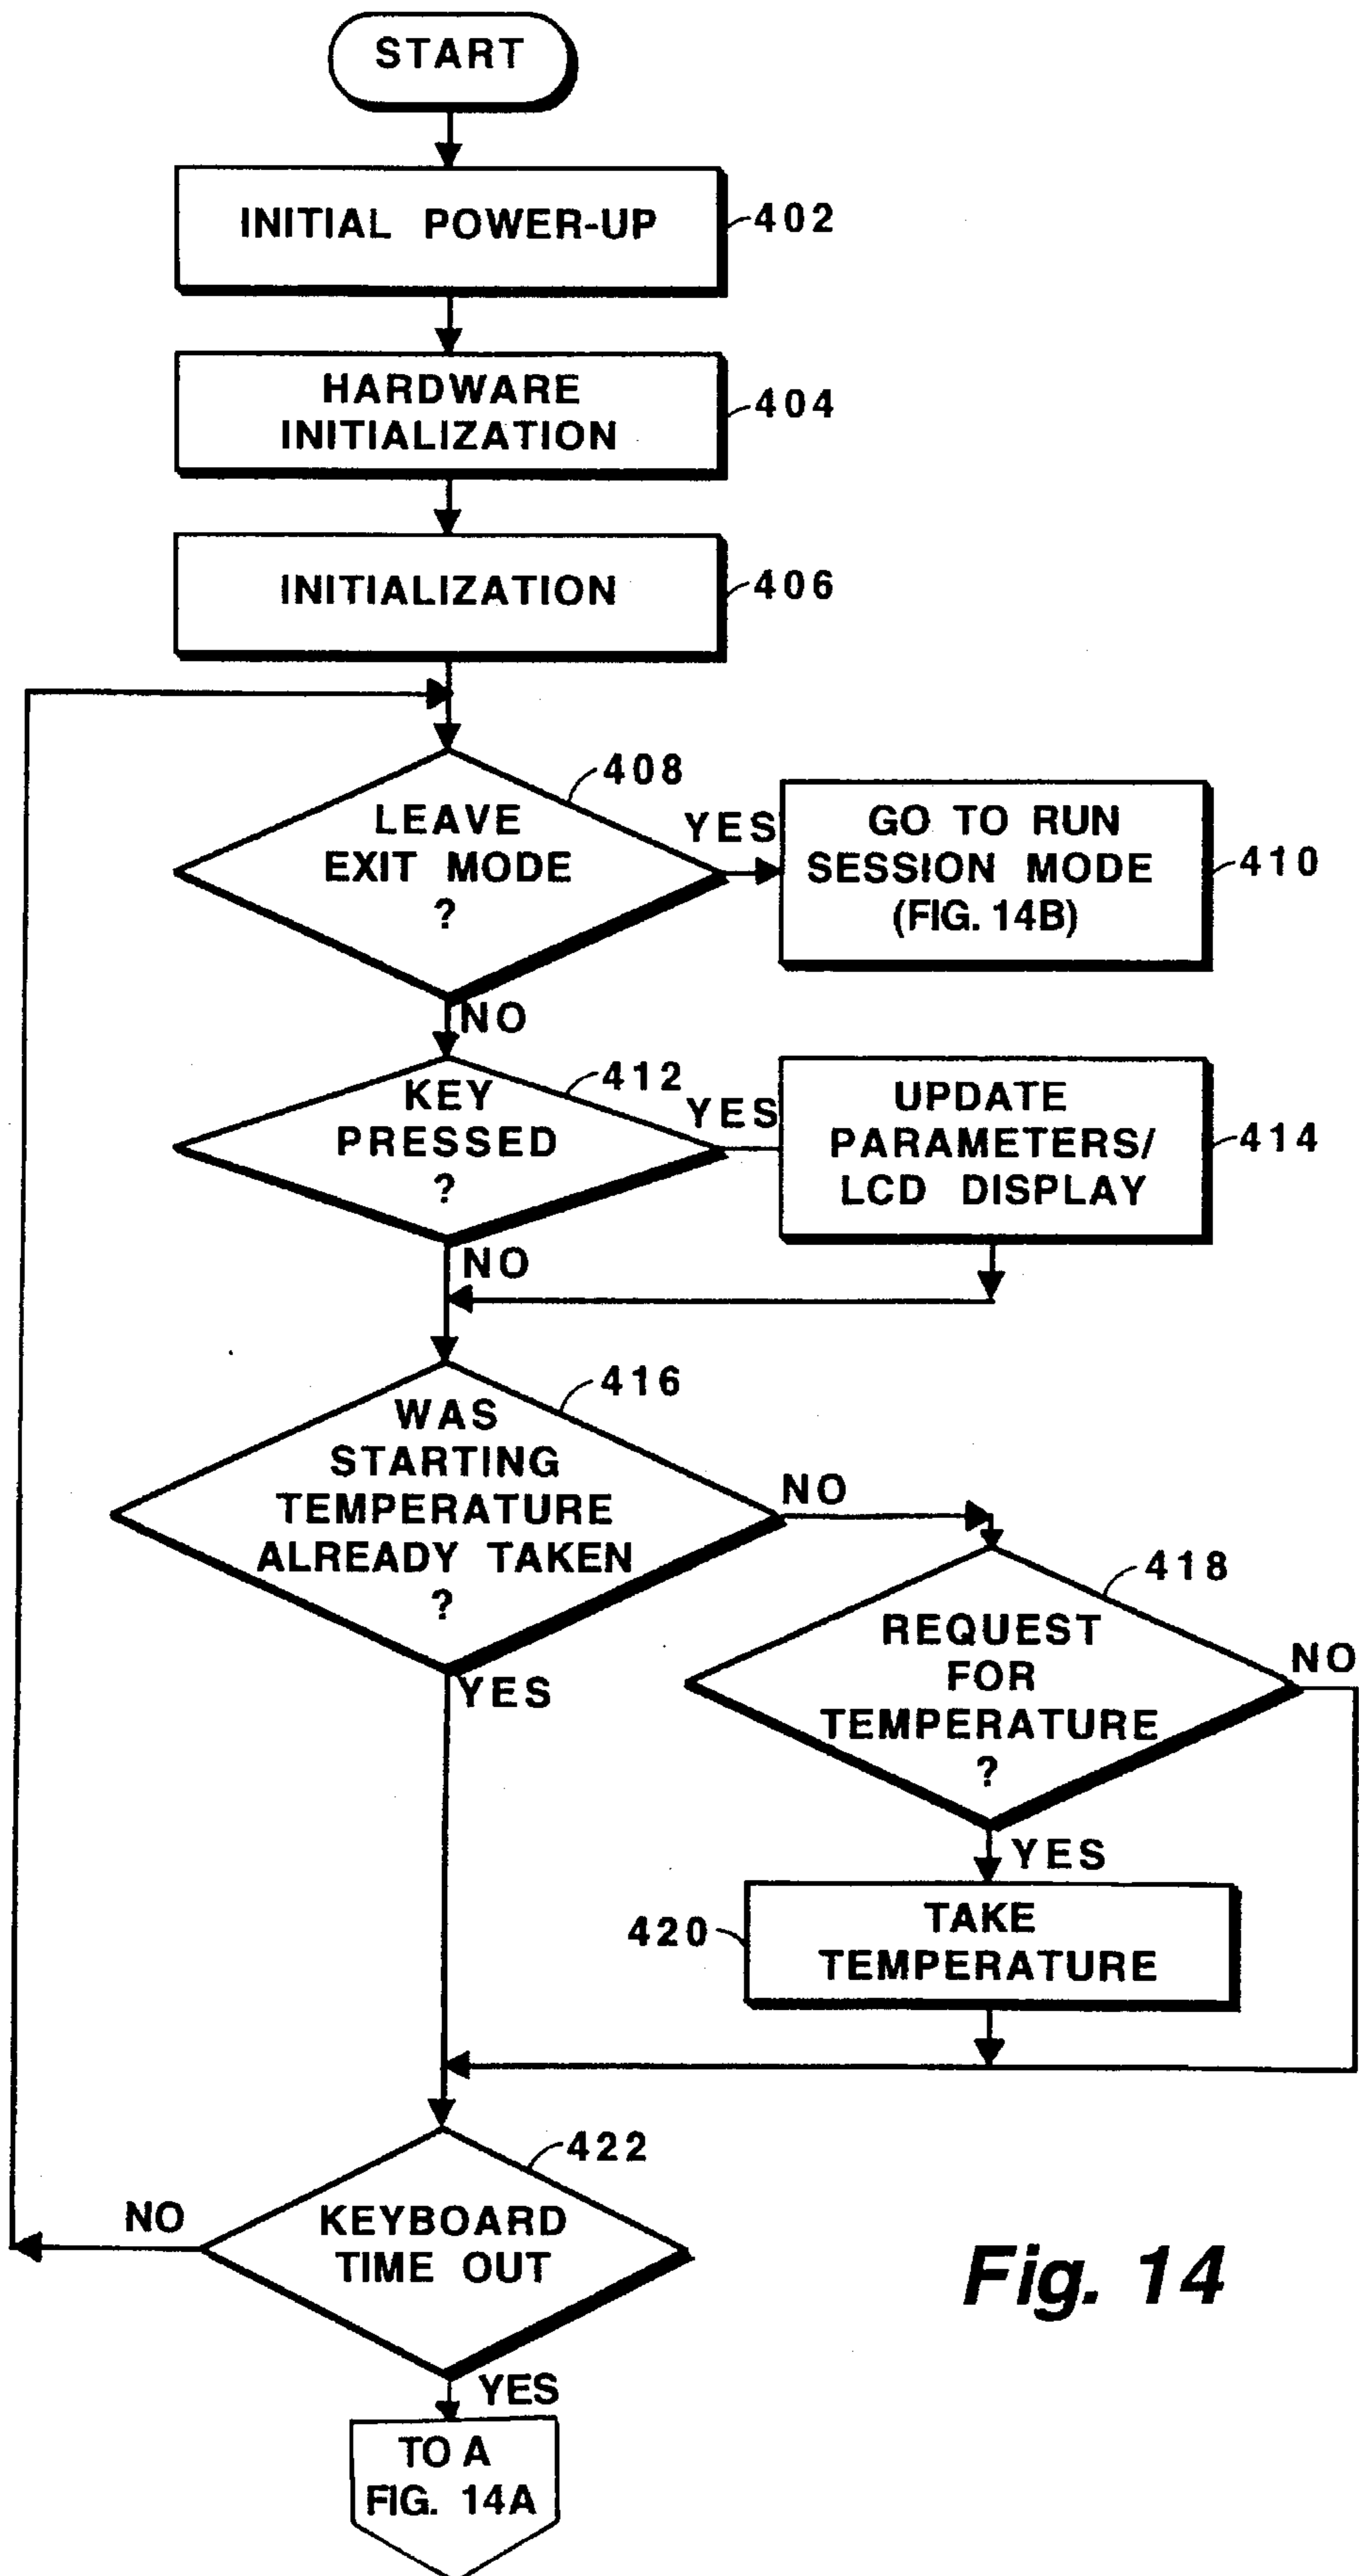 START
INITIAL POWER-UP
402
HARDWARE
INITIALIZATION
404
INITIALIZATION
406
408
LEAVE
EXIT MODE
?
YES
GO TO RUN
SESSION MODE
(FIG. 14B)
410
NO
412
KEY
PRESSED
?
YES
UPDATE
PARAMETERS/
LCD DISPLAY
414
NO
416
WAS
STARTING
TEMPERATURE
ALREADY TAKEN
?
NO
YES
418
REQUEST
FOR
TEMPERATURE
?
NO
YES
420
TAKE
TEMPERATURE
422
KEYBOARD
TIME OUT
NO
YES
TO A
FIG. 14A
Fig. 14